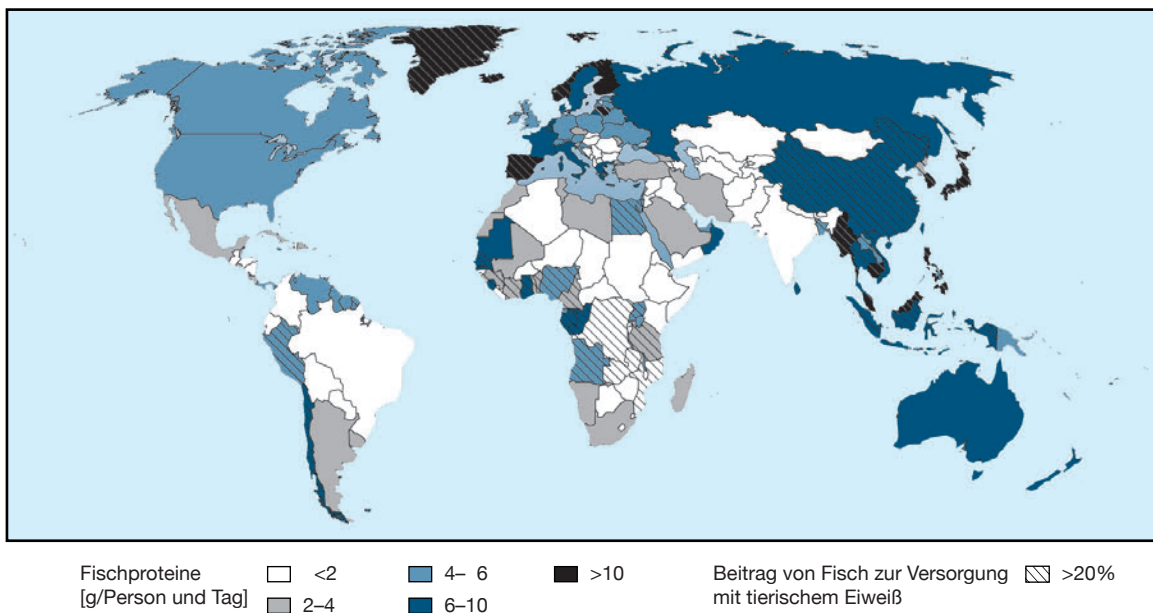 Fischproteine <2 4– 6 >10 Beitrag von Fisch zur Versorgung >20%
[g/Person und Tag] 2–4 6–10 mit tierischem Eiweiß